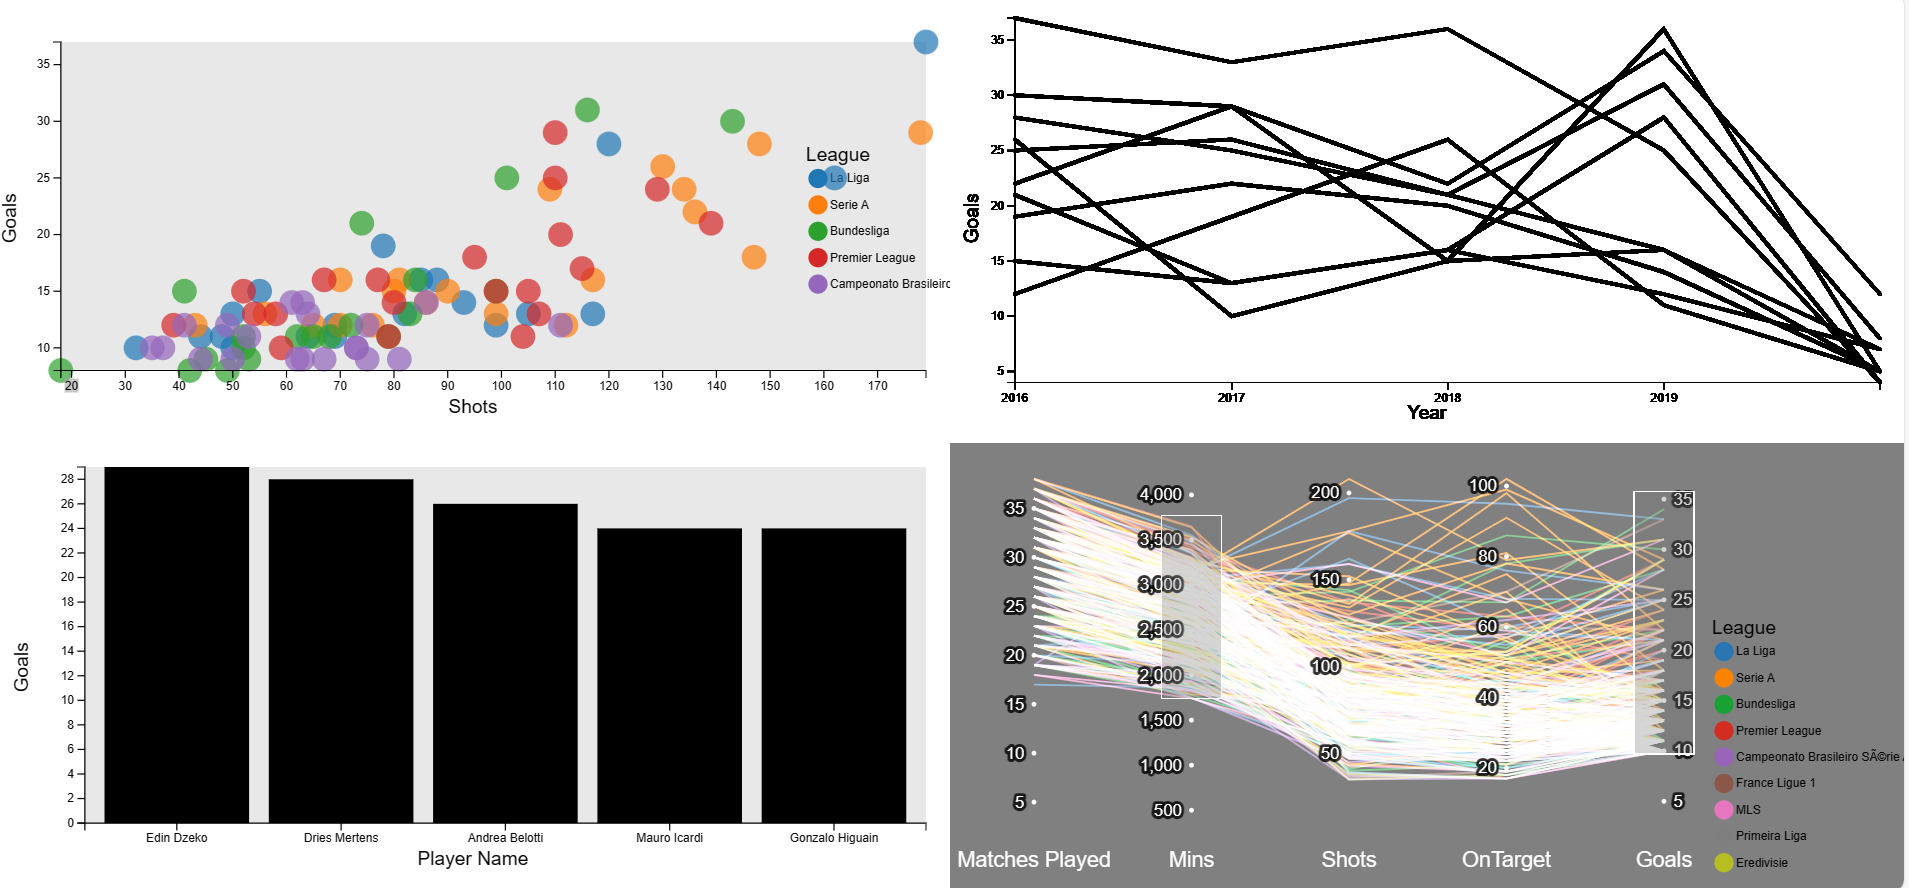 35
30
25
20
15
10
Goals
20 30 40 50 60 70 80 90 100 110 120 130 140 150 160 170
Shots
League
La Liga
Serie A
Bundesliga
Premier League
Campeonato Brasileiro
35
30
25
20
15
5
Goals
2016 2017 2018 2019
Year
28
26
24
22
20
18
16
14
12
10
8
6
4
2
0
Goals
Edin Dzeko Dries Mertens Andrea Belotti Mauro Icardi Gonzalo Higuain
Player Name
35
30
25
20
15
10
5
Matches Played
4,000
3,500
3,000
2,500
2,000
1,500
1,000
500
Mins
200
150
100
50
Shots
100
80
60
40
20
OnTarget
35
30
25
20
15
10
5
Goals
League
La Liga
Serie A
Bundesliga
Premier League
Campeonato Brasileiro SÃ©rie
France Ligue 1
MLS
Primeira Liga
Eredivisie